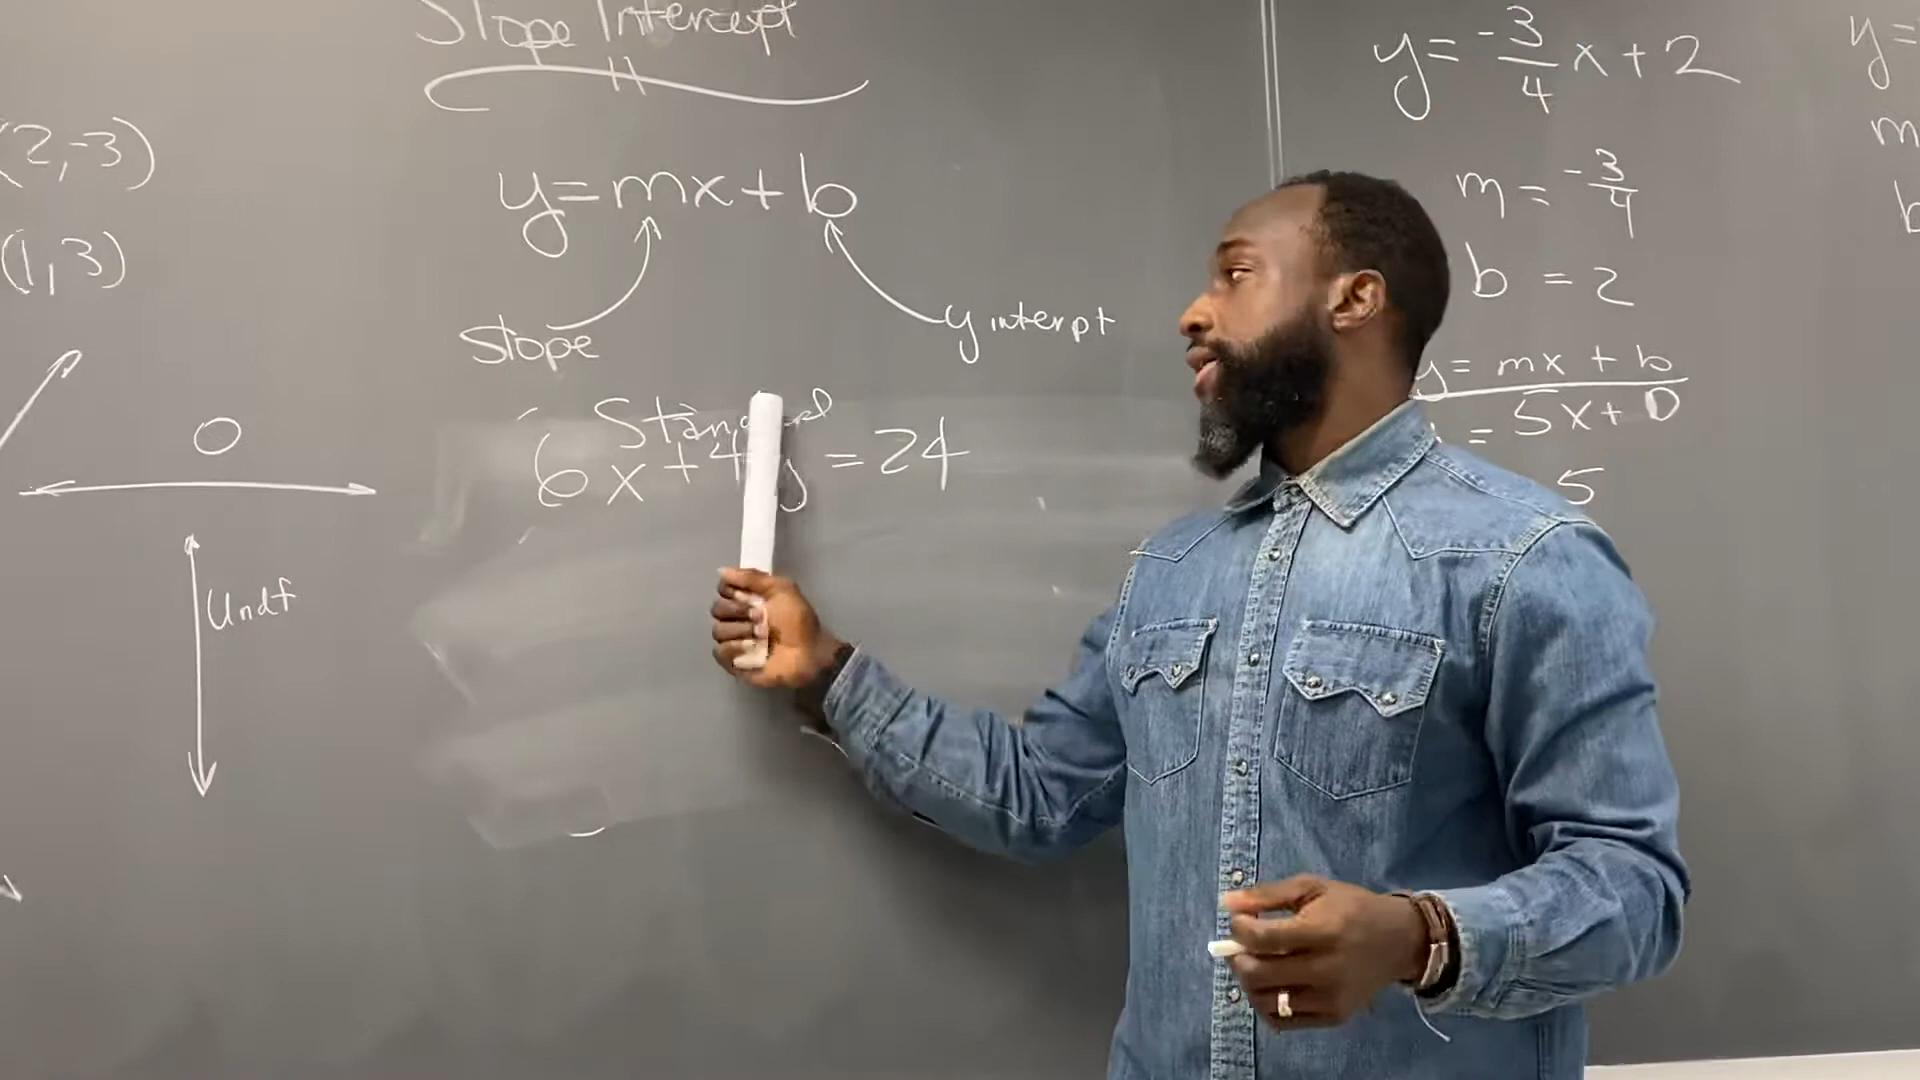 Slope Intercept
(2,-3)
(1,3)
y=mx+b
Slope
y interpt
0
Undf
Standard
6x+4y=24
y=-3/4x+2
m=-3/4
b=2
y=mx+b
=5x+0
5
y=
m
b